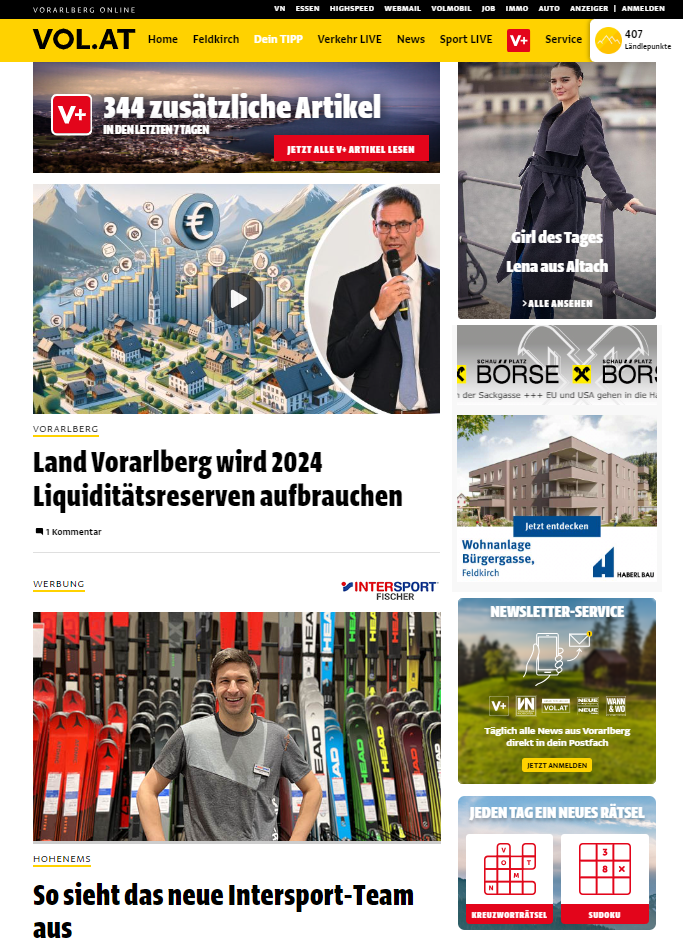 VORARLBERG ONLINE
VN ESSEN HIGHSPEED WEBMAIL VOLMOBIL JOB IMMO AUTO ANZEIGER | ANMELDEN
VOL.AT
Home Feldkirch Dein TIPP Verkehr LIVE News Sport LIVE V+ Service
407
Ländlepunkte
V+
344 zusätzliche Artikel
IN DEN LETZTEN 7 TAGEN
JETZT ALLE V+ ARTIKEL LESEN
VORARLBERG
Land Vorarlberg wird 2024
Liquiditätsreserven aufbrauchen
1 Kommentar
WERBUNG
INTERSPORT
FISCHER
HEAD
HEAD
HEAD
HOHENEMS
So sieht das neue Intersport-Team
aus
Girl des Tages
Lena aus Altach
> ALLE ANSEHEN
SCHAU PLATZ SCHAU PLATZ
BÖRSE BÖRS
n der Sackgasse +++ EU und USA gehen in die Ha
Jetzt entdecken
Wohnanlage
Bürgergasse,
Feldkirch
HABERL BAU
NEWSLETTER-SERVICE
V+ VN VOL.AT NEUE NEUE WANN & WO
Täglich alle News aus Vorarlberg
direkt in dein Postfach
JETZT ANMELDEN
JEDEN TAG EIN NEUES RÄTSEL
V
O T
M
N
3
8 X
KREUZWORTRÄTSEL
SUDOKU